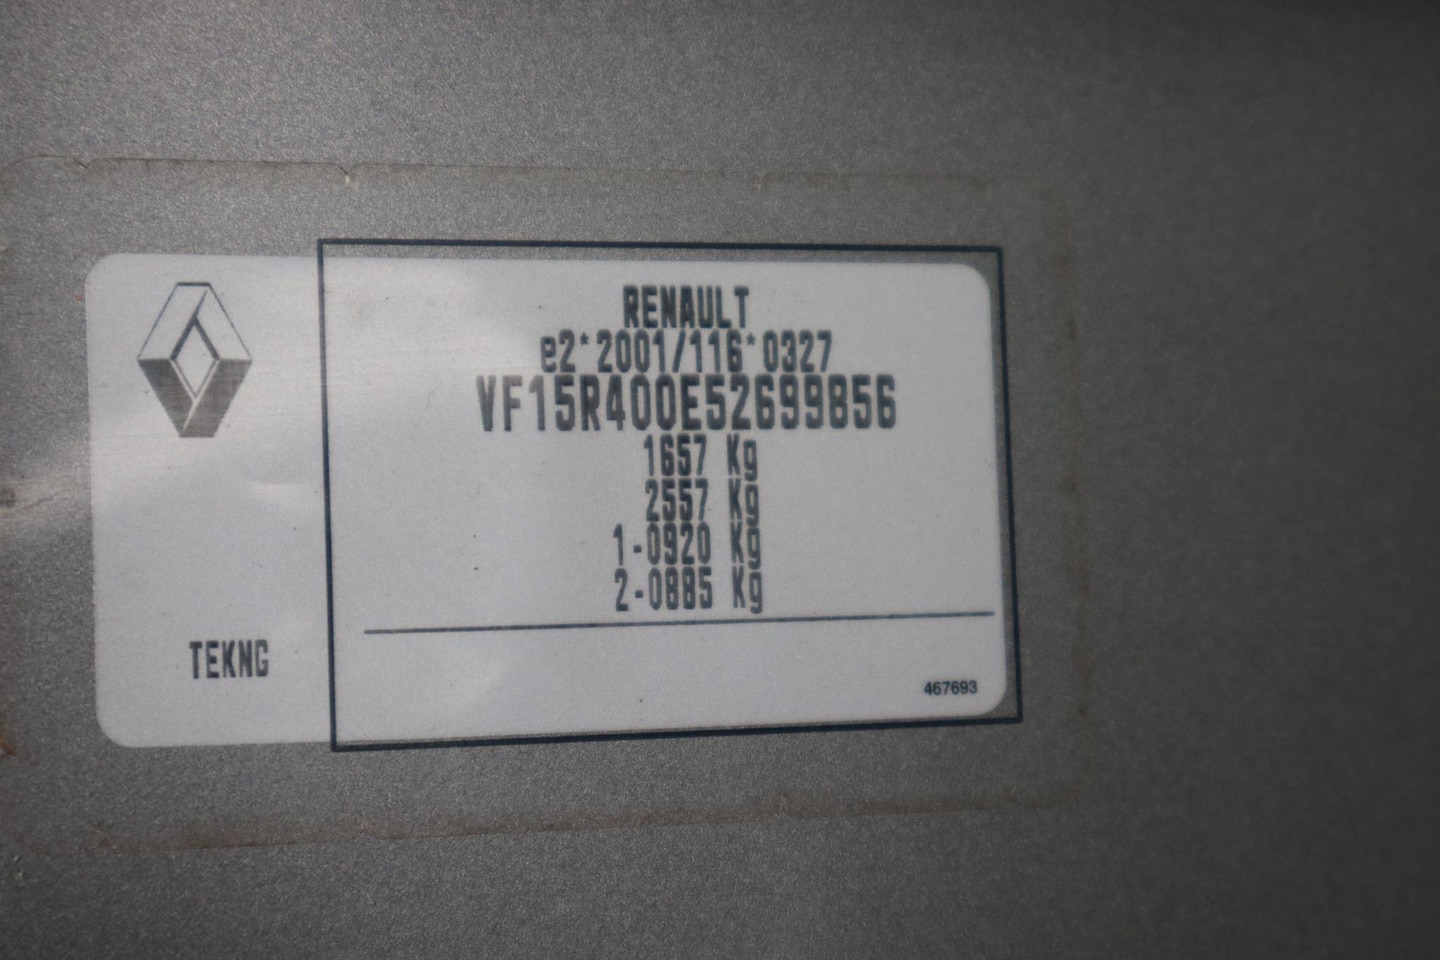 RENAULT
e2*2001/116*0327
VF15R400E52699856
1657 Kg
2557 Kg
1-0920 Kg
2-0885 Kg
TEKNG
467693